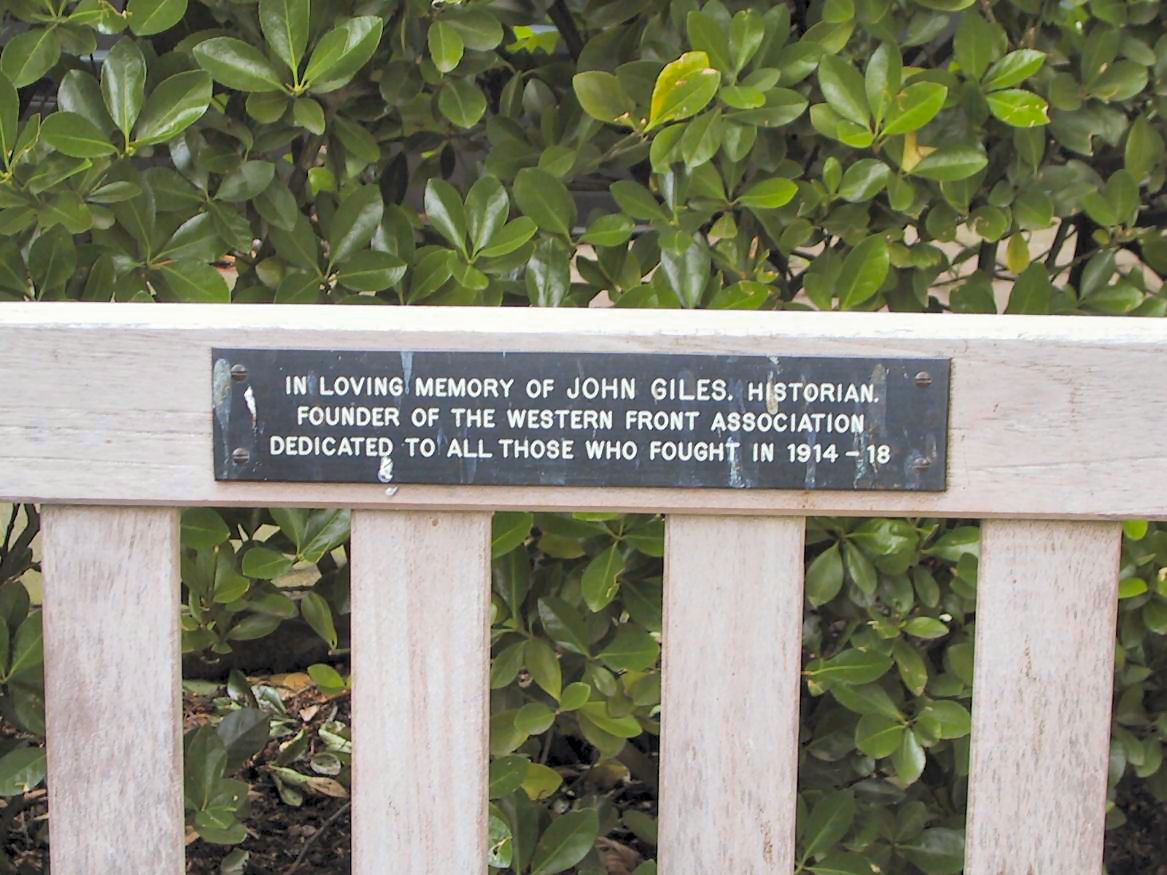 IN LOVING MEMORY OF JOHN GILES. HISTORIAN.
FOUNDER OF THE WESTERN FRONT ASSOCIATION
DEDICATED TO ALL THOSE WHO FOUGHT IN 1914 - 18